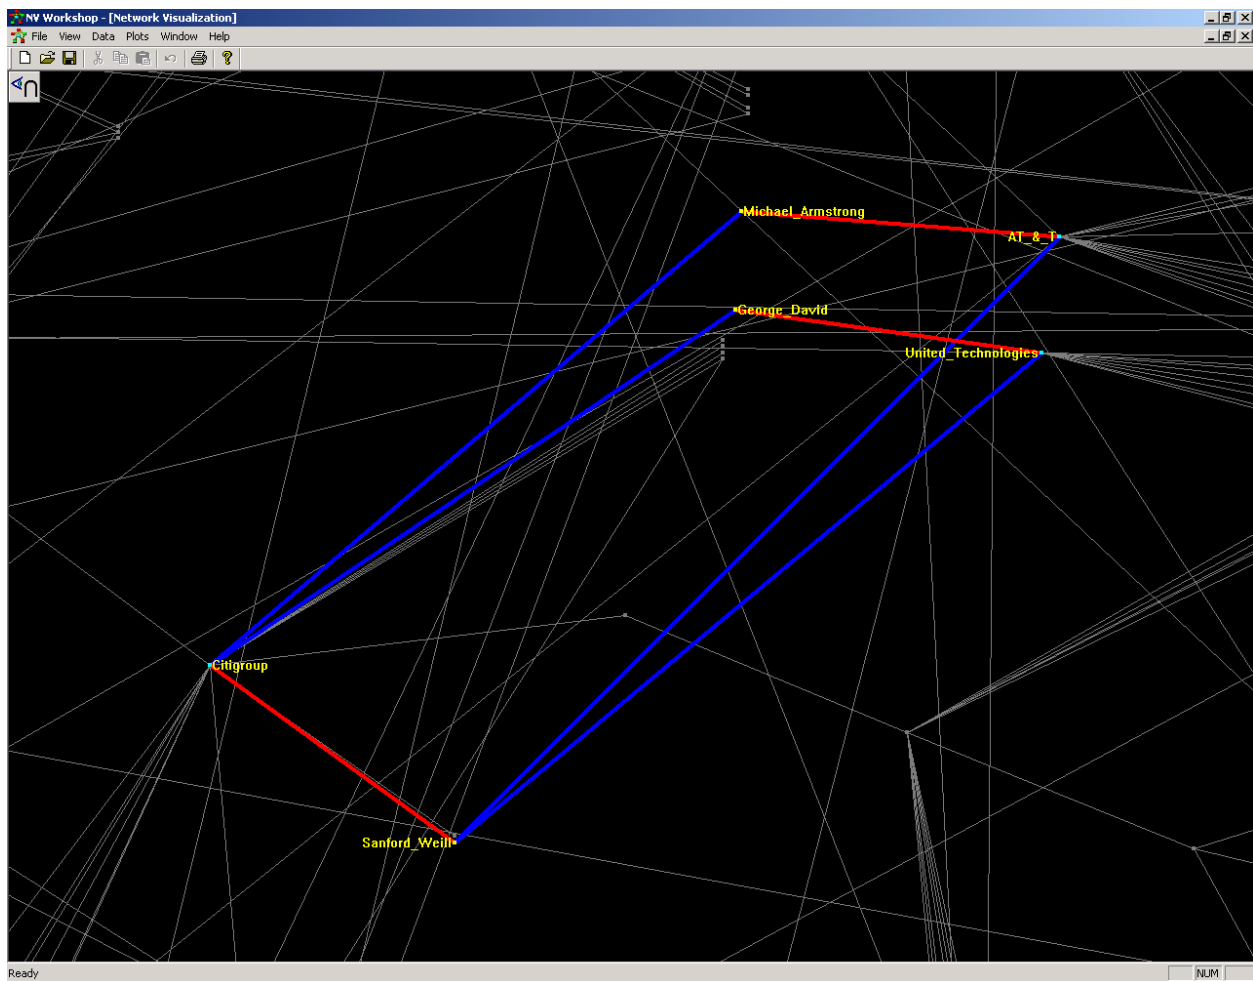 NV Workshop - [Network Visualization]
File View Data Plots Window Help
Michael_Armstrong
AT_&_T
George_David
United_Technologies
Citigroup
Sanford_Weill
Ready
NUM